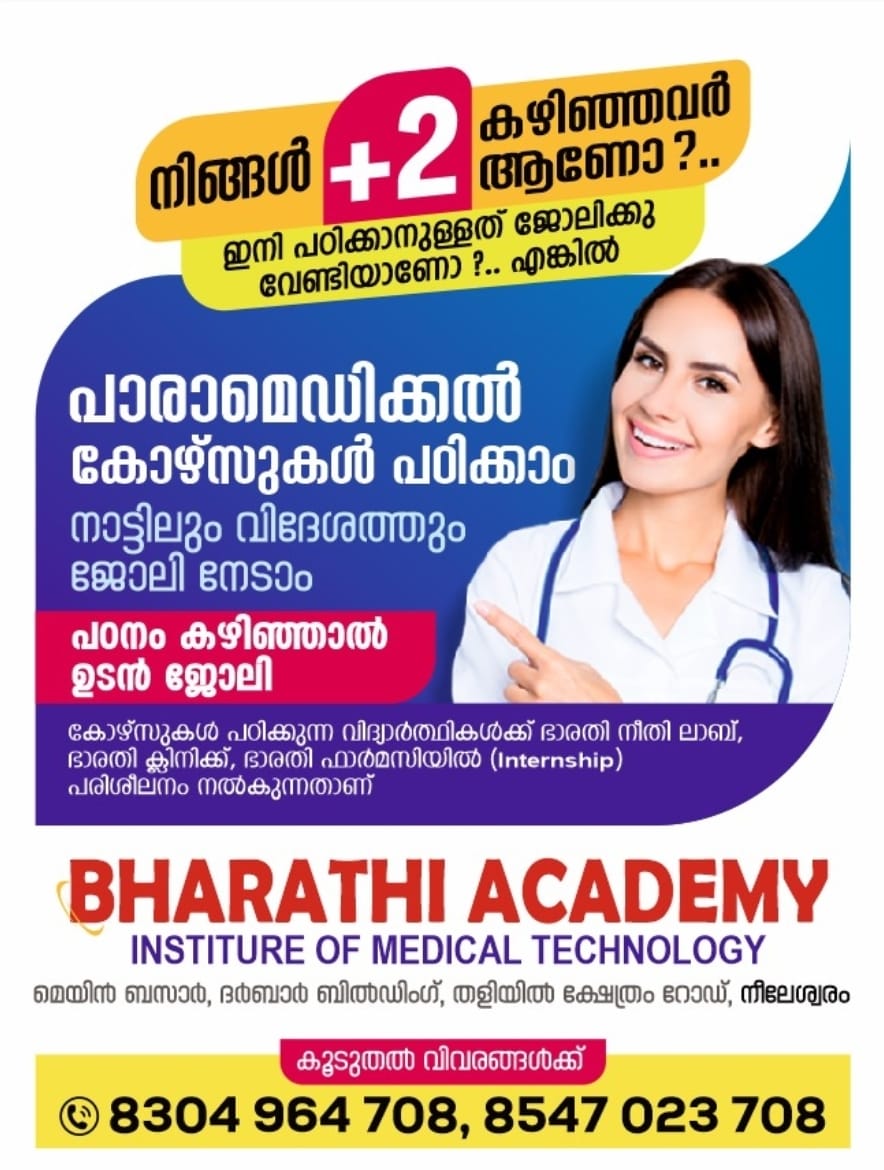 നിങ്ങൾ +2 കഴിഞ്ഞവർ
ആണോ ?..
ഇനി പഠിക്കാനുള്ളത് ജോലിക്കു
വേണ്ടിയാണോ ?.. എങ്കിൽ
പാരാമെഡിക്കൽ
കോഴ്സുകൾ പഠിക്കാം
നാട്ടിലും വിദേശത്തും
ജോലി നേടാം
പഠനം കഴിഞ്ഞാൽ
ഉടൻ ജോലി
കോഴ്സുകൾ പഠിക്കുന്ന വിദ്യാർത്ഥികൾക്ക് ഭാരതി നീതി ലാബ്,
ഭാരതി ക്ലിനിക്ക്, ഭാരതി ഫാർമസിയിൽ (Internship)
പരിശീലനം നൽകുന്നതാണ്
BHARATHI ACADEMY
INSTITURE OF MEDICAL TECHNOLOGY
മെയിൻ ബസാർ, ദർബാർ ബിൽഡിംഗ്, തളിയിൽ ക്ഷേത്രം റോഡ്, നീലേശ്വരം
കൂടുതൽ വിവരങ്ങൾക്ക്
8304 964 708, 8547 023 708